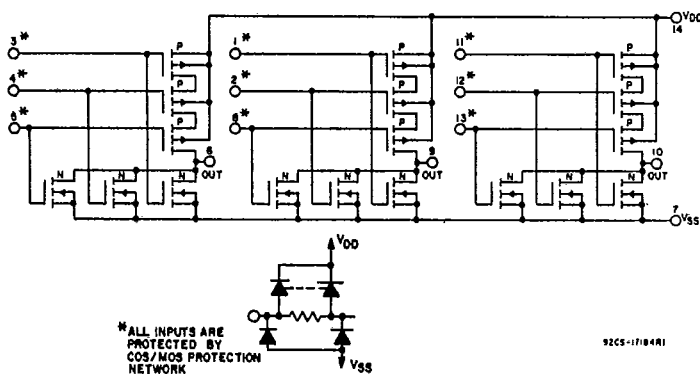 VDD
14
3* P
4* P
5* P
6
OUT
N N N
1* P
2* P
8* P
9
OUT
N N N
11* P
12* P
13* P
10
OUT
N N N
7
VSS
VDD
VSS
*ALL INPUTS ARE
PROTECTED BY
COS/MOS PROTECTION
NETWORK
92CS-17184R1